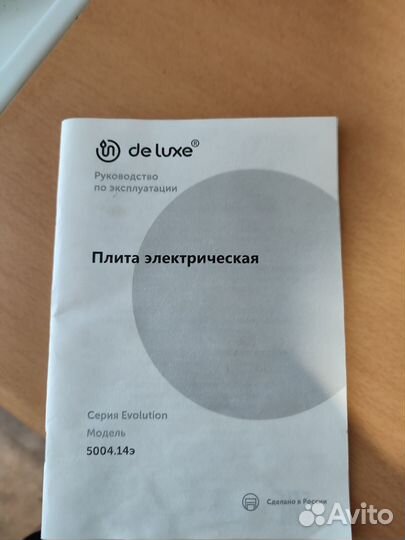 de luxe®
Руководство
по эксплуатации
Плита электрическая
Серия Evolution
Модель
5004.14э
Сделано в России
Avito